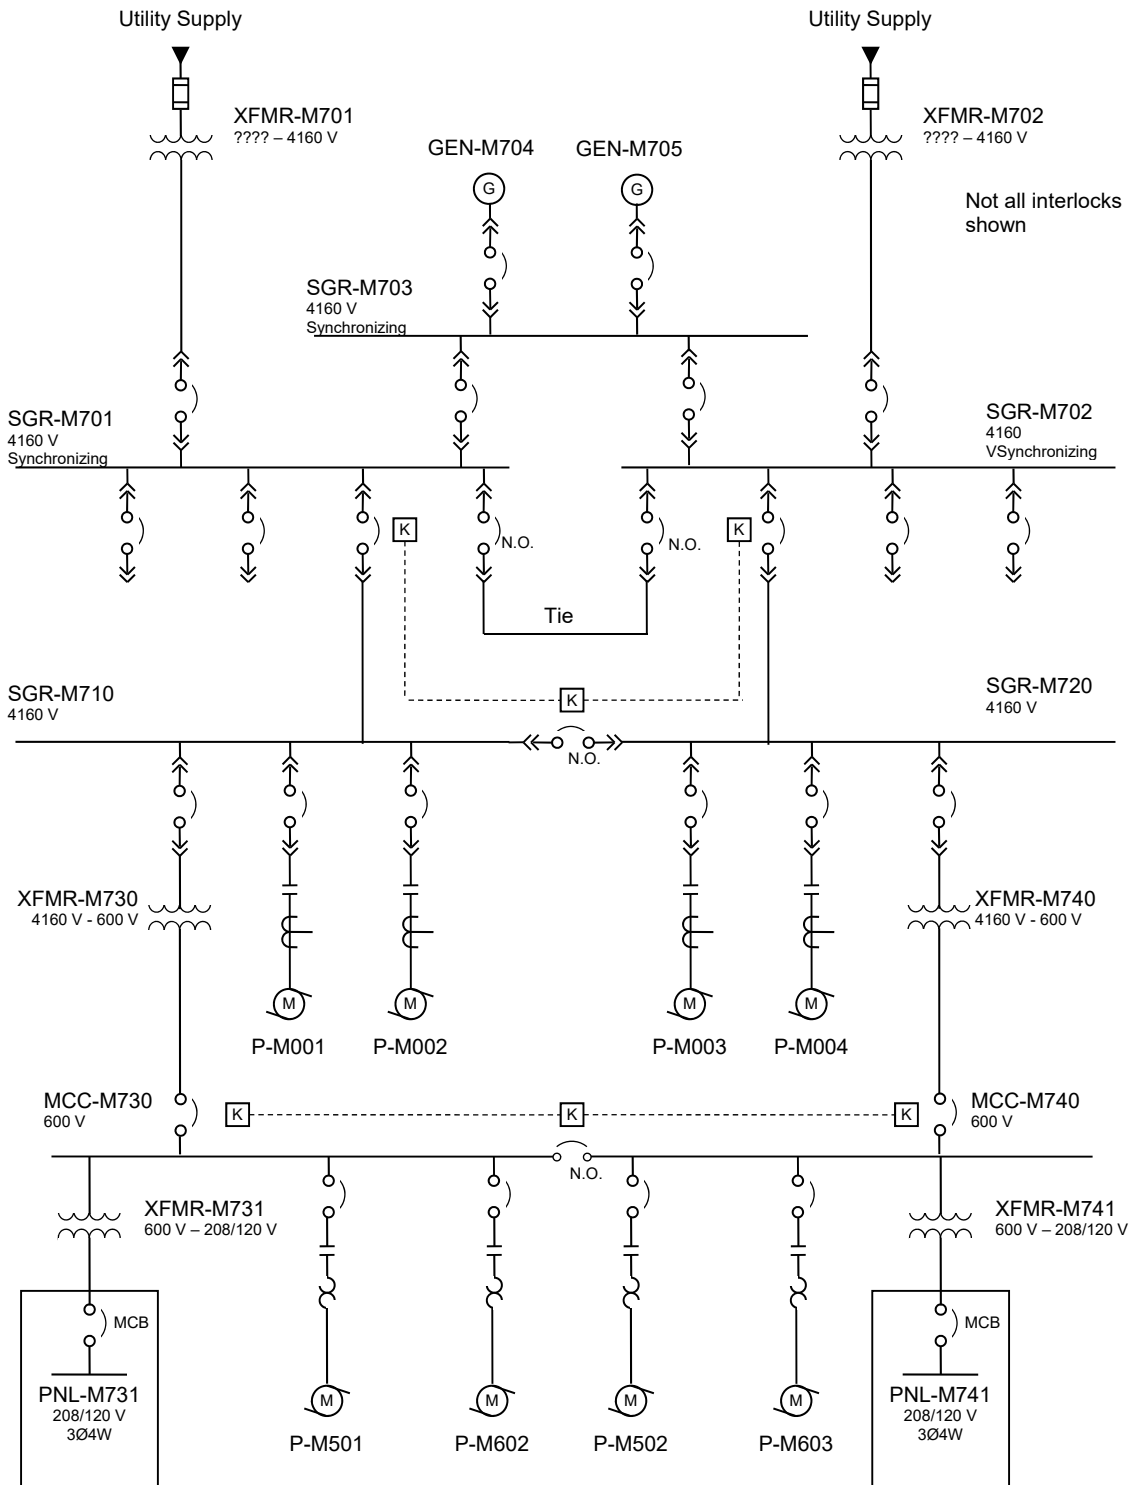 Utility Supply
Utility Supply
XFMR-M701
???? – 4160 V
XFMR-M702
???? – 4160 V
GEN-M704
GEN-M705
G
G
Not all interlocks
shown
SGR-M703
4160 V
Synchronizing
SGR-M701
4160 V
Synchronizing
SGR-M702
4160
VSynchronizing
K
N.O.
N.O.
K
Tie
SGR-M710
4160 V
K
SGR-M720
4160 V
N.O.
XFMR-M730
4160 V - 600 V
XFMR-M740
4160 V - 600 V
M
M
M
M
P-M001
P-M002
P-M003
P-M004
MCC-M730
600 V
K
K
K
MCC-M740
600 V
N.O.
XFMR-M731
600 V – 208/120 V
XFMR-M741
600 V – 208/120 V
MCB
MCB
PNL-M731
208/120 V
3Ø4W
M
M
M
M
PNL-M741
208/120 V
3Ø4W
P-M501
P-M602
P-M502
P-M603